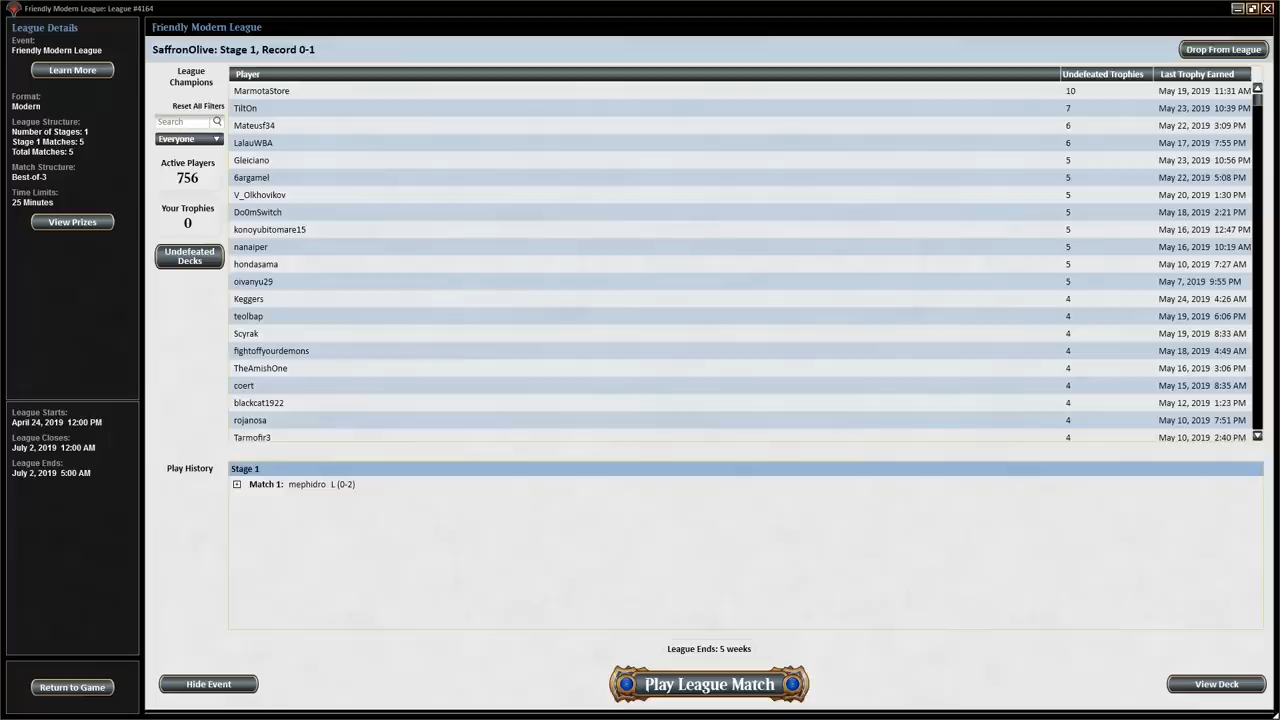 Friendly Modern League: League #4164
League Details
Event:
Friendly Modern League
Learn More
Format:
Modern
League Structure:
Number of Stages: 1
Stage 1 Matches: 5
Total Matches: 5
Match Structure:
Best-of-3
Time Limits:
25 Minutes
View Prizes
League Starts:
April 24, 2019 12:00 PM
League Closes:
July 2, 2019 12:00 AM
League Ends:
July 2, 2019 5:00 AM
Return to Game
Friendly Modern League
SaffronOlive: Stage 1, Record 0-1
Drop From League
League
Champions
Reset All Filters
Search
Everyone
Active Players
756
Your Trophies
0
Undefeated
Decks
Player Undefeated Trophies Last Trophy Earned
MarmotaStore 10 May 19, 2019 11:31 AM
TiltOn 7 May 23, 2019 10:39 PM
Mateusf34 6 May 22, 2019 3:09 PM
LalauWBA 6 May 17, 2019 7:55 PM
Gleiciano 5 May 23, 2019 10:56 PM
6argamel 5 May 22, 2019 5:08 PM
V_Olkhovikov 5 May 20, 2019 1:30 PM
Do0mSwitch 5 May 18, 2019 2:21 PM
konoyubitomare15 5 May 16, 2019 12:47 PM
nanaiper 5 May 16, 2019 10:19 AM
hondasama 5 May 10, 2019 7:27 AM
oivanyu29 5 May 7, 2019 9:55 PM
Keggers 4 May 24, 2019 4:26 AM
teolbap 4 May 19, 2019 6:06 PM
Scyrak 4 May 19, 2019 8:33 AM
fightoffyourdemons 4 May 18, 2019 4:49 AM
TheAmishOne 4 May 16, 2019 3:06 PM
coert 4 May 15, 2019 8:35 AM
blackcat1922 4 May 12, 2019 1:23 PM
rojanosa 4 May 10, 2019 7:51 PM
Tarmofir3 4 May 10, 2019 2:40 PM
Play History
Stage 1
Match 1: mephidro L (0-2)
League Ends: 5 weeks
Hide Event
Play League Match
View Deck